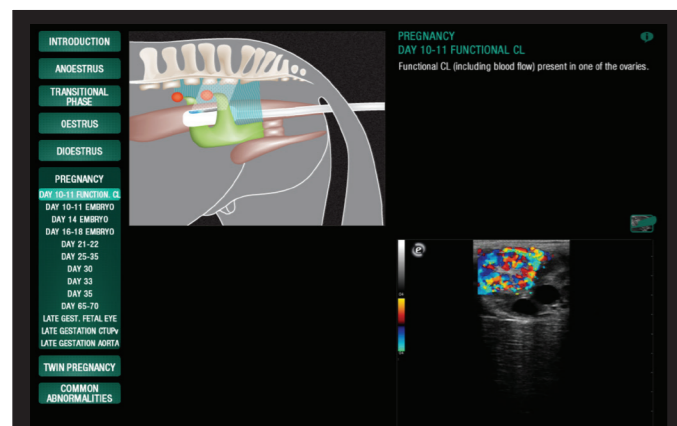 INTRODUCTION
ANOESTRUS
TRANSITIONAL
PHASE
OESTRUS
DIOESTRUS
PREGNANCY
DAY 10-11 FUNCTION. CL
DAY 10-11 EMBRYO
DAY 14 EMBRYO
DAY 16-18 EMBRYO
DAY 21-22
DAY 25-35
DAY 30
DAY 33
DAY 35
DAY 65-70
LATE GEST. FETAL EYE
LATE GESTATION CTUPv
LATE GESTATION AORTA
TWIN PREGNANCY
COMMON
ABNORMALITIES
PREGNANCY
DAY 10-11 FUNCTIONAL CL
Functional CL (including blood flow) present in one of the ovaries.